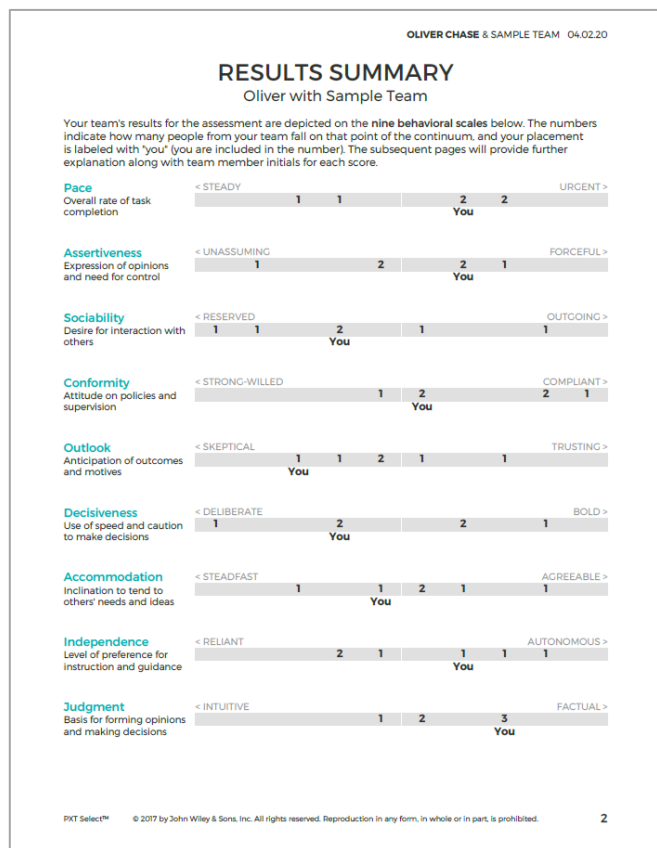 OLIVER CHASE & SAMPLE TEAM 04.02.20
RESULTS SUMMARY
Oliver with Sample Team
Your team's results for the assessment are depicted on the nine behavioral scales below. The numbers
indicate how many people from your team fall on that point of the continuum, and your placement
is labeled with "you" (you are included in the number). The subsequent pages will provide further
explanation along with team member initials for each score.
Pace
Overall rate of task
completion
< STEADY URGENT >
1 1 2 2
You
Assertiveness
Expression of opinions
and need for control
< UNASSUMING FORCEFUL >
1 2 2 1
You
Sociability
Desire for interaction with
others
< RESERVED OUTGOING >
1 1 2 1 1
You
Conformity
Attitude on policies and
supervision
< STRONG-WILLED COMPLIANT >
1 2 2 1
You
Outlook
Anticipation of outcomes
and motives
< SKEPTICAL TRUSTING >
1 1 2 1 1
You
Decisiveness
Use of speed and caution
to make decisions
< DELIBERATE BOLD >
1 2 2 1
You
Accommodation
Inclination to tend to
others' needs and ideas
< STEADFAST AGREEABLE >
1 1 2 1 1
You
Independence
Level of preference for
instruction and guidance
< RELIANT AUTONOMOUS >
2 1 1 1 1
You
Judgment
Basis for forming opinions
and making decisions
< INTUITIVE FACTUAL >
1 2 3
You
PXT Select™ © 2017 by John Wiley & Sons, Inc. All rights reserved. Reproduction in any form, in whole or in part, is prohibited. 2